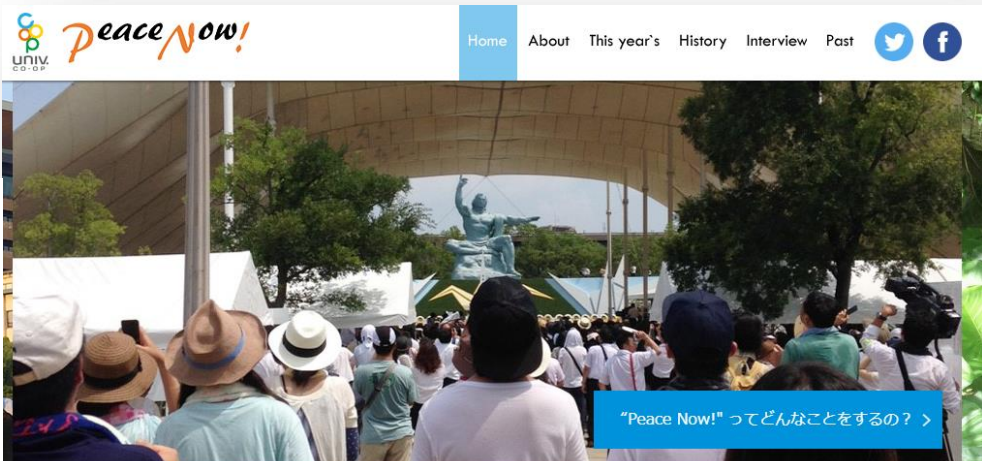 Peace Now!
UNIV.
CO-OP
Home About This year`s History Interview Past
“Peace Now!" ってどんなことをするの？ >